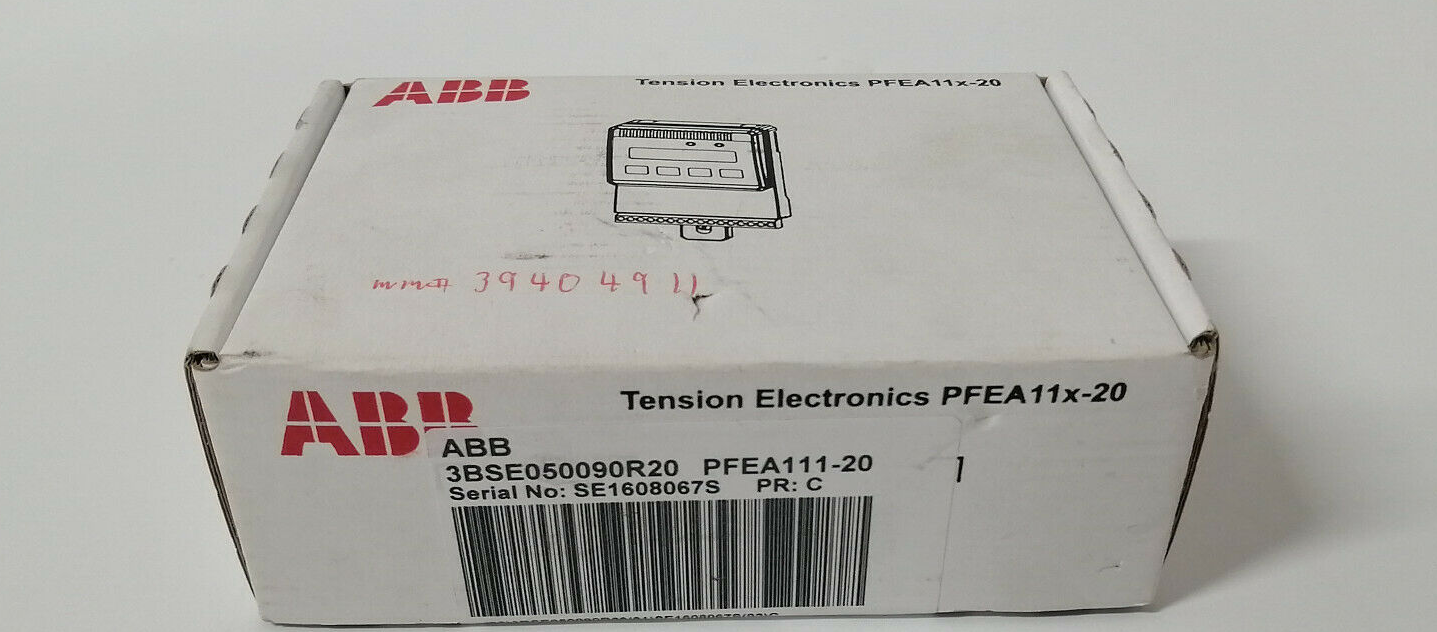 ABB
Tension Electronics PFEA11x-20
mm# 39404911
ABB
Tension Electronics PFEA11x-20
ABB
3BSE050090R20 PFEA111-20
Serial No: SE1608067S PR: C